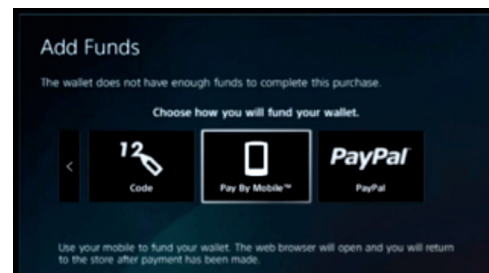 Add Funds
The wallet does not have enough funds to complete this purchase.
Choose how you will fund your wallet.
<
12
Code
Pay By Mobile™
PayPal
PayPal
Use your mobile to fund your wallet. The web browser will open and you will return
to the store after payment has been made.